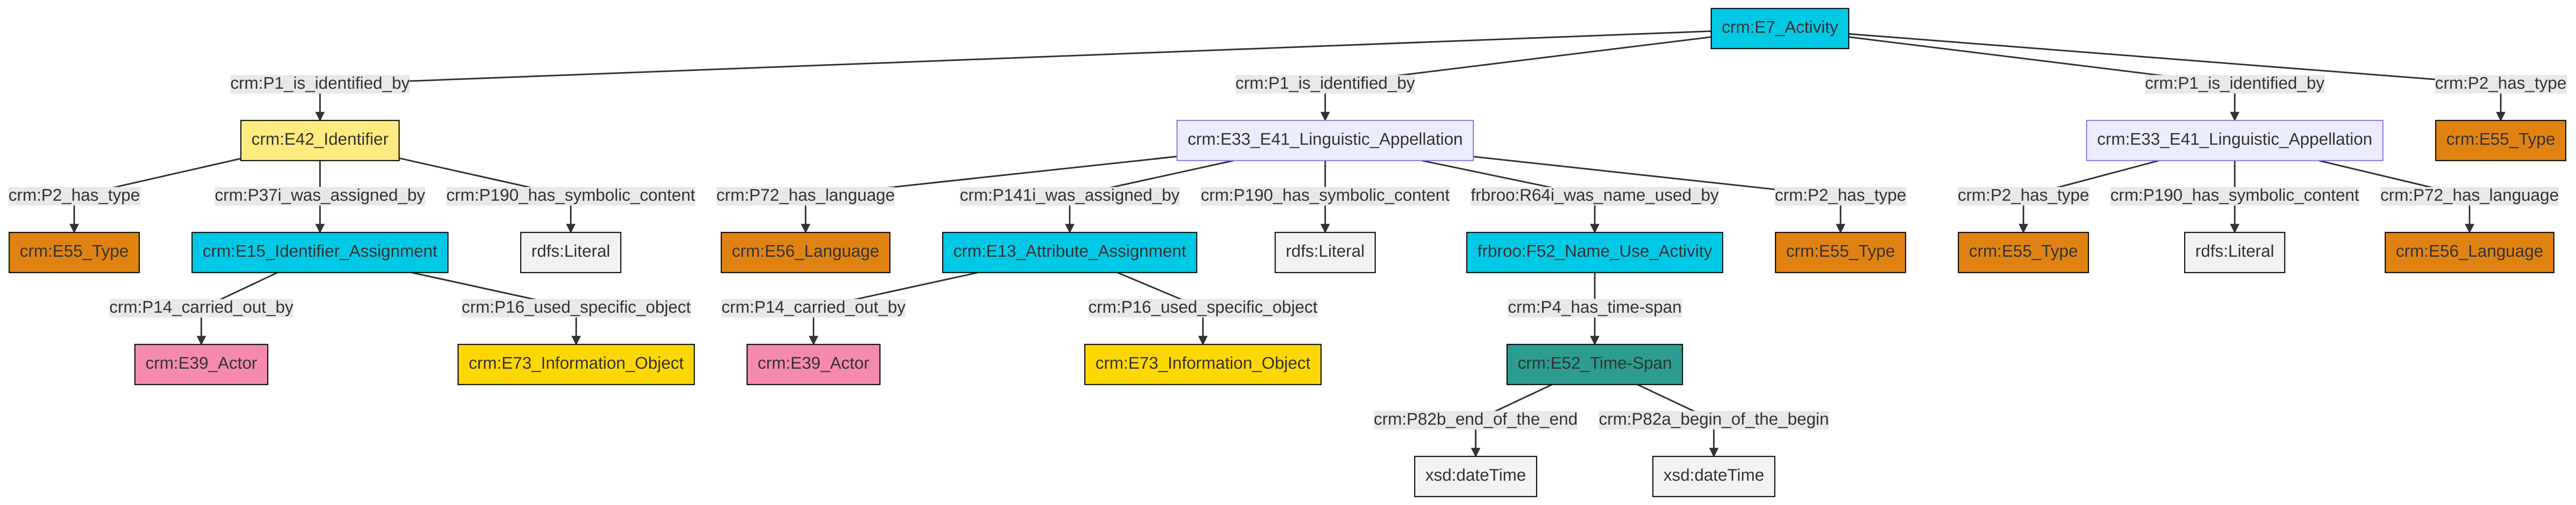 crm:E7_Activity
crm:P1_is_identified_by
crm:P1_is_identified_by
crm:P1_is_identified_by
crm:P2_has_type
crm:E42_Identifier
crm:E33_E41_Linguistic_Appellation
crm:E33_E41_Linguistic_Appellation
crm:E55_Type
crm:P2_has_type
crm:P37i_was_assigned_by
crm:P190_has_symbolic_content
crm:P72_has_language
crm:P141i_was_assigned_by
crm:P190_has_symbolic_content
frbroo:R64i_was_name_used_by
crm:P2_has_type
crm:P2_has_type
crm:P190_has_symbolic_content
crm:P72_has_language
crm:E55_Type
crm:E15_Identifier_Assignment
rdfs:Literal
crm:E56_Language
crm:E13_Attribute_Assignment
rdfs:Literal
frbroo:F52_Name_Use_Activity
crm:E55_Type
crm:E55_Type
rdfs:Literal
crm:E56_Language
crm:P14_carried_out_by
crm:P16_used_specific_object
crm:P14_carried_out_by
crm:P16_used_specific_object
crm:P4_has_time-span
crm:E39_Actor
crm:E73_Information_Object
crm:E39_Actor
crm:E73_Information_Object
crm:E52_Time-Span
crm:P82b_end_of_the_end
crm:P82a_begin_of_the_begin
xsd:dateTime
xsd:dateTime